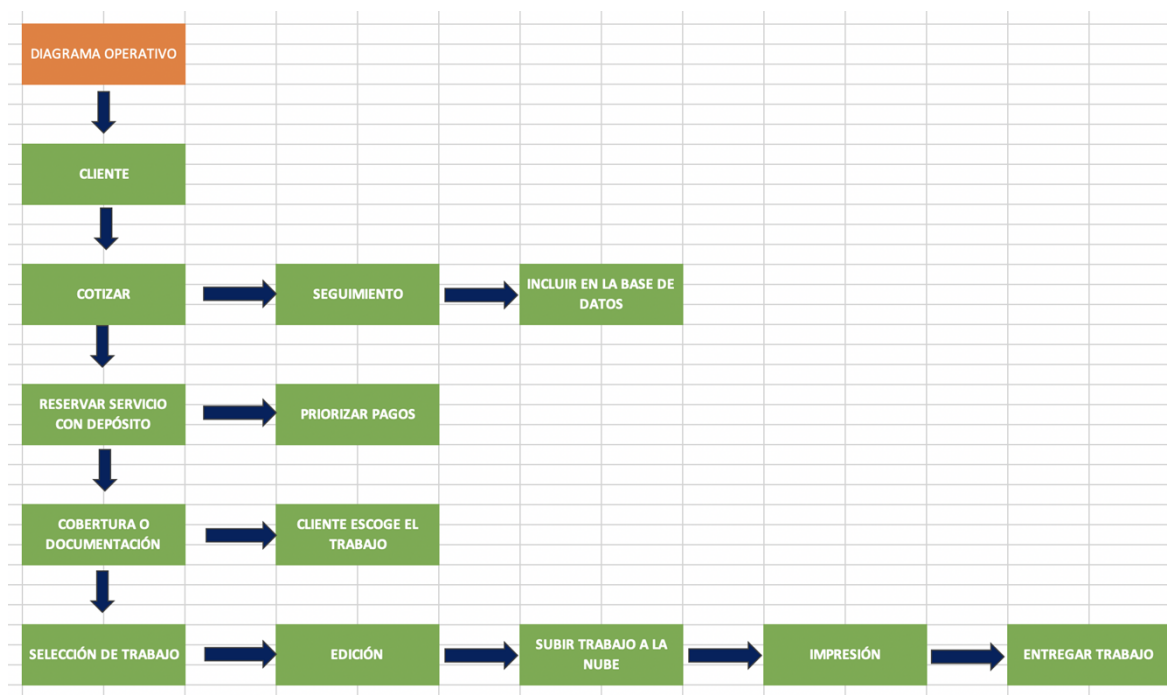 DIAGRAMA OPERATIVO
CLIENTE
COTIZAR
SEGUIMIENTO
INCLUIR EN LA BASE DE
DATOS
RESERVAR SERVICIO
CON DEPÓSITO
PRIORIZAR PAGOS
COBERTURA O
DOCUMENTACIÓN
CLIENTE ESCOGE EL
TRABAJO
SELECCIÓN DE TRABAJO
EDICIÓN
SUBIR TRABAJO A LA
NUBE
IMPRESIÓN
ENTREGAR TRABAJO